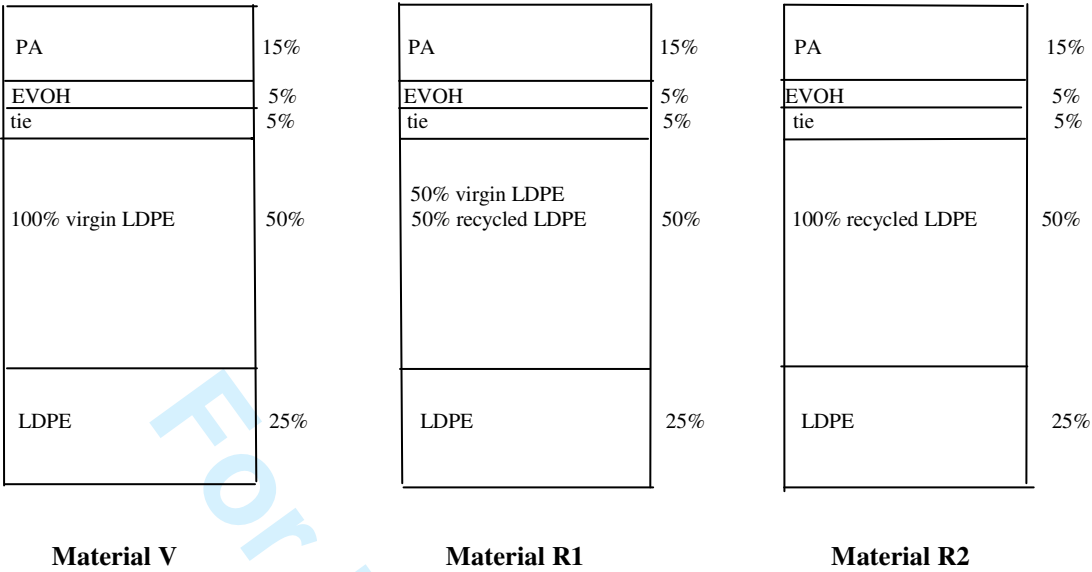 PA 15%
EVOH 5%
tie 5%
100% virgin LDPE 50%
LDPE 25%
Material V
PA 15%
EVOH 5%
tie 5%
50% virgin LDPE
50% recycled LDPE 50%
LDPE 25%
Material R1
PA 15%
EVOH 5%
tie 5%
100% recycled LDPE 50%
LDPE 25%
Material R2
For